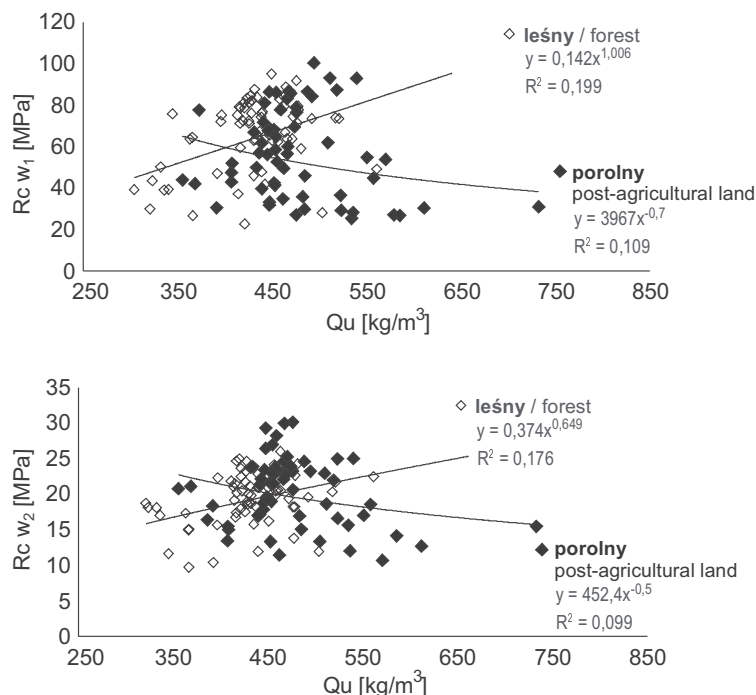 120
100
80
60
40
20
0
Rc w1 [MPa]
250 350 450 550 650 750 850
Qu [kg/m³]
leśny / forest
y = 0,142x^1,006
R² = 0,199
porolny
post-agricultural land
y = 3967x^-0,7
R² = 0,109
35
30
25
20
15
10
5
0
Rc w2 [MPa]
250 350 450 550 650 750 850
Qu [kg/m³]
leśny / forest
y = 0,374x^0,649
R² = 0,176
porolny
post-agricultural land
y = 452,4x^-0,5
R² = 0,099